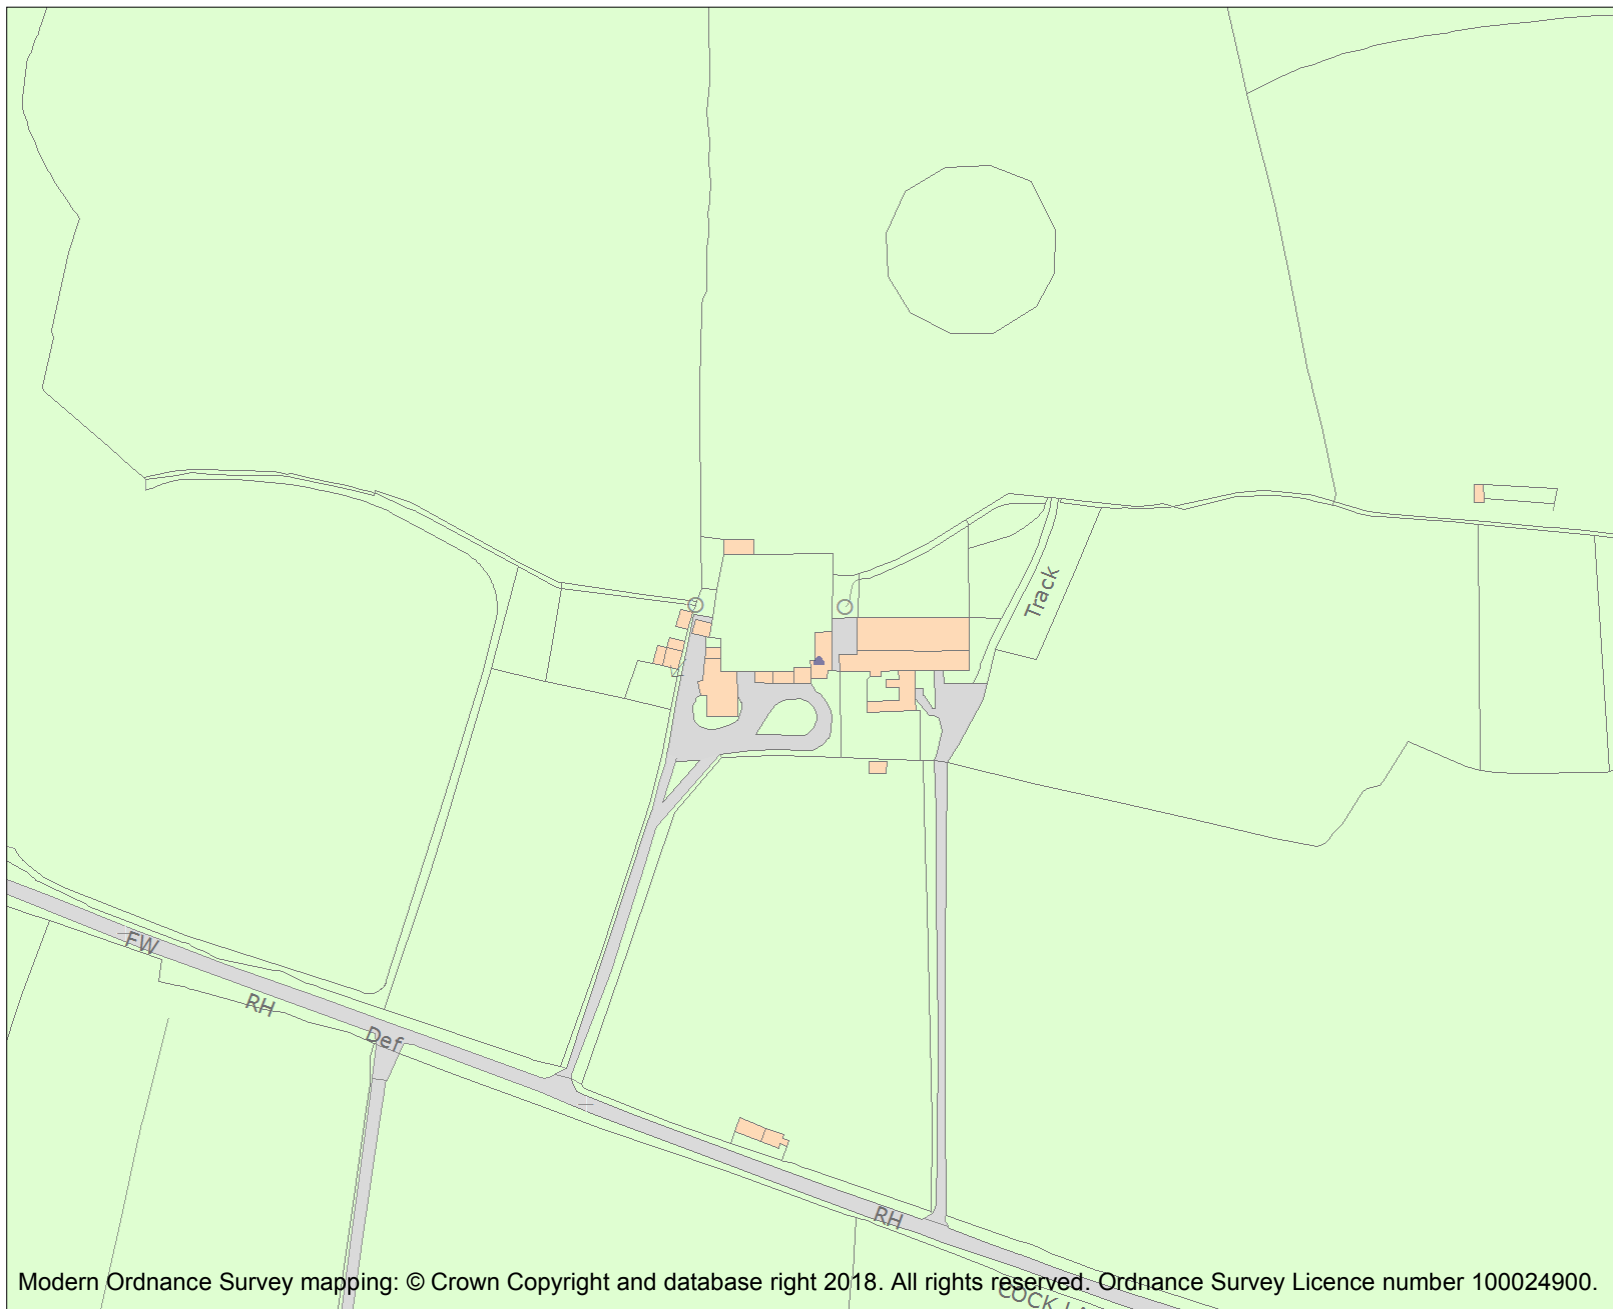 Track
FW
RH
Def
RH
Modern Ordnance Survey mapping: © Crown Copyright and database right 2018. All rights reserved. Ordnance Survey Licence number 100024900.
COCK